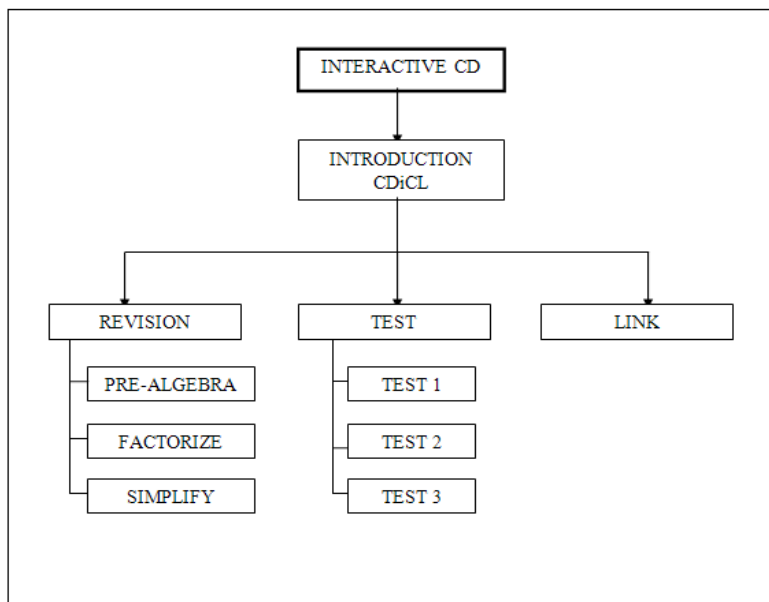 INTERACTIVE CD
INTRODUCTION
CDiCL
REVISION
TEST
LINK
PRE-ALGEBRA
TEST 1
FACTORIZE
TEST 2
SIMPLIFY
TEST 3